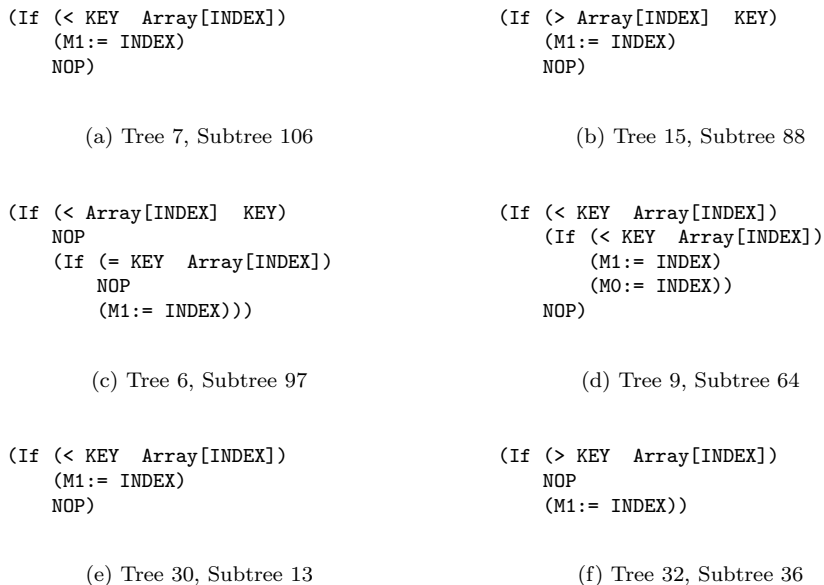 (If (< KEY  Array[INDEX])
    (M1:= INDEX)
    NOP)
(a) Tree 7, Subtree 106
(If (> Array[INDEX]  KEY)
    (M1:= INDEX)
    NOP)
(b) Tree 15, Subtree 88
(If (< Array[INDEX]  KEY)
    NOP
    (If (= KEY  Array[INDEX])
        NOP
        (M1:= INDEX)))
(c) Tree 6, Subtree 97
(If (< KEY  Array[INDEX])
    (If (< KEY  Array[INDEX])
        (M1:= INDEX)
        (M0:= INDEX))
    NOP)
(d) Tree 9, Subtree 64
(If (< KEY  Array[INDEX])
    (M1:= INDEX)
    NOP)
(e) Tree 30, Subtree 13
(If (> KEY  Array[INDEX])
    NOP
    (M1:= INDEX))
(f) Tree 32, Subtree 36